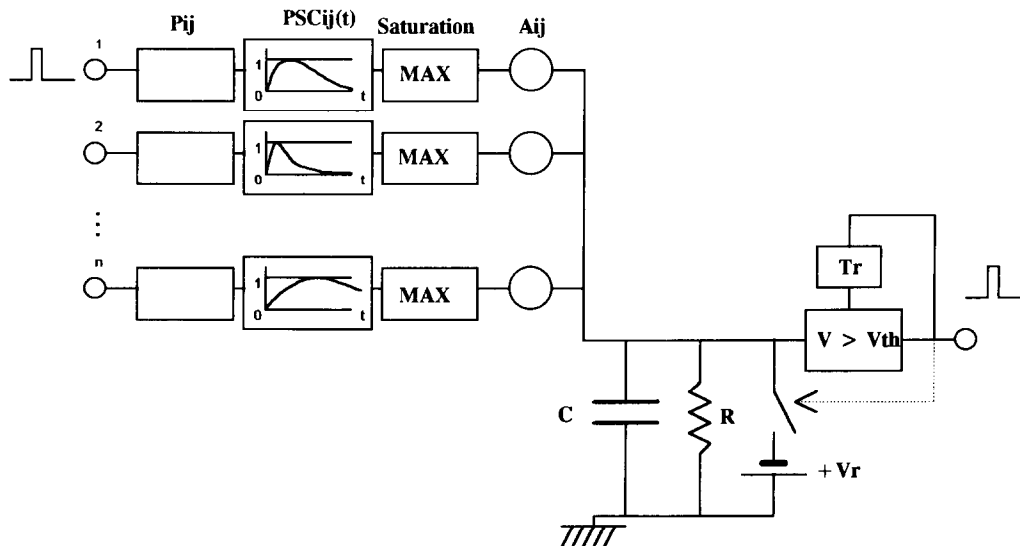 Pij PSCij(t) Saturation Aij
1
1
0 t
MAX
2
1
0 t
MAX
⋮
n
1
0 t
MAX
Tr
V > Vth
C
R
+ Vr